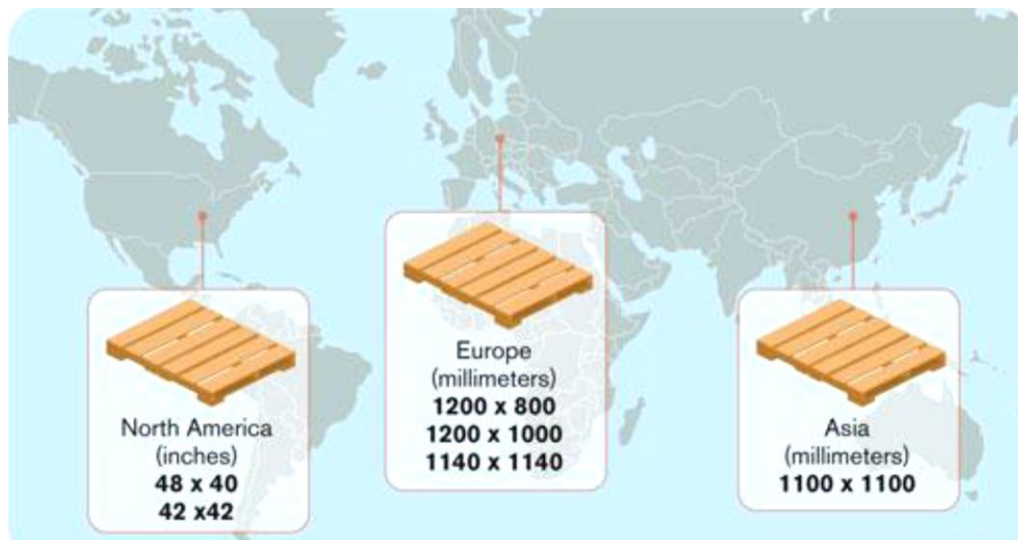 North America
(inches)
48 x 40
42 x42
Europe
(millimeters)
1200 x 800
1200 x 1000
1140 x 1140
Asia
(millimeters)
1100 x 1100